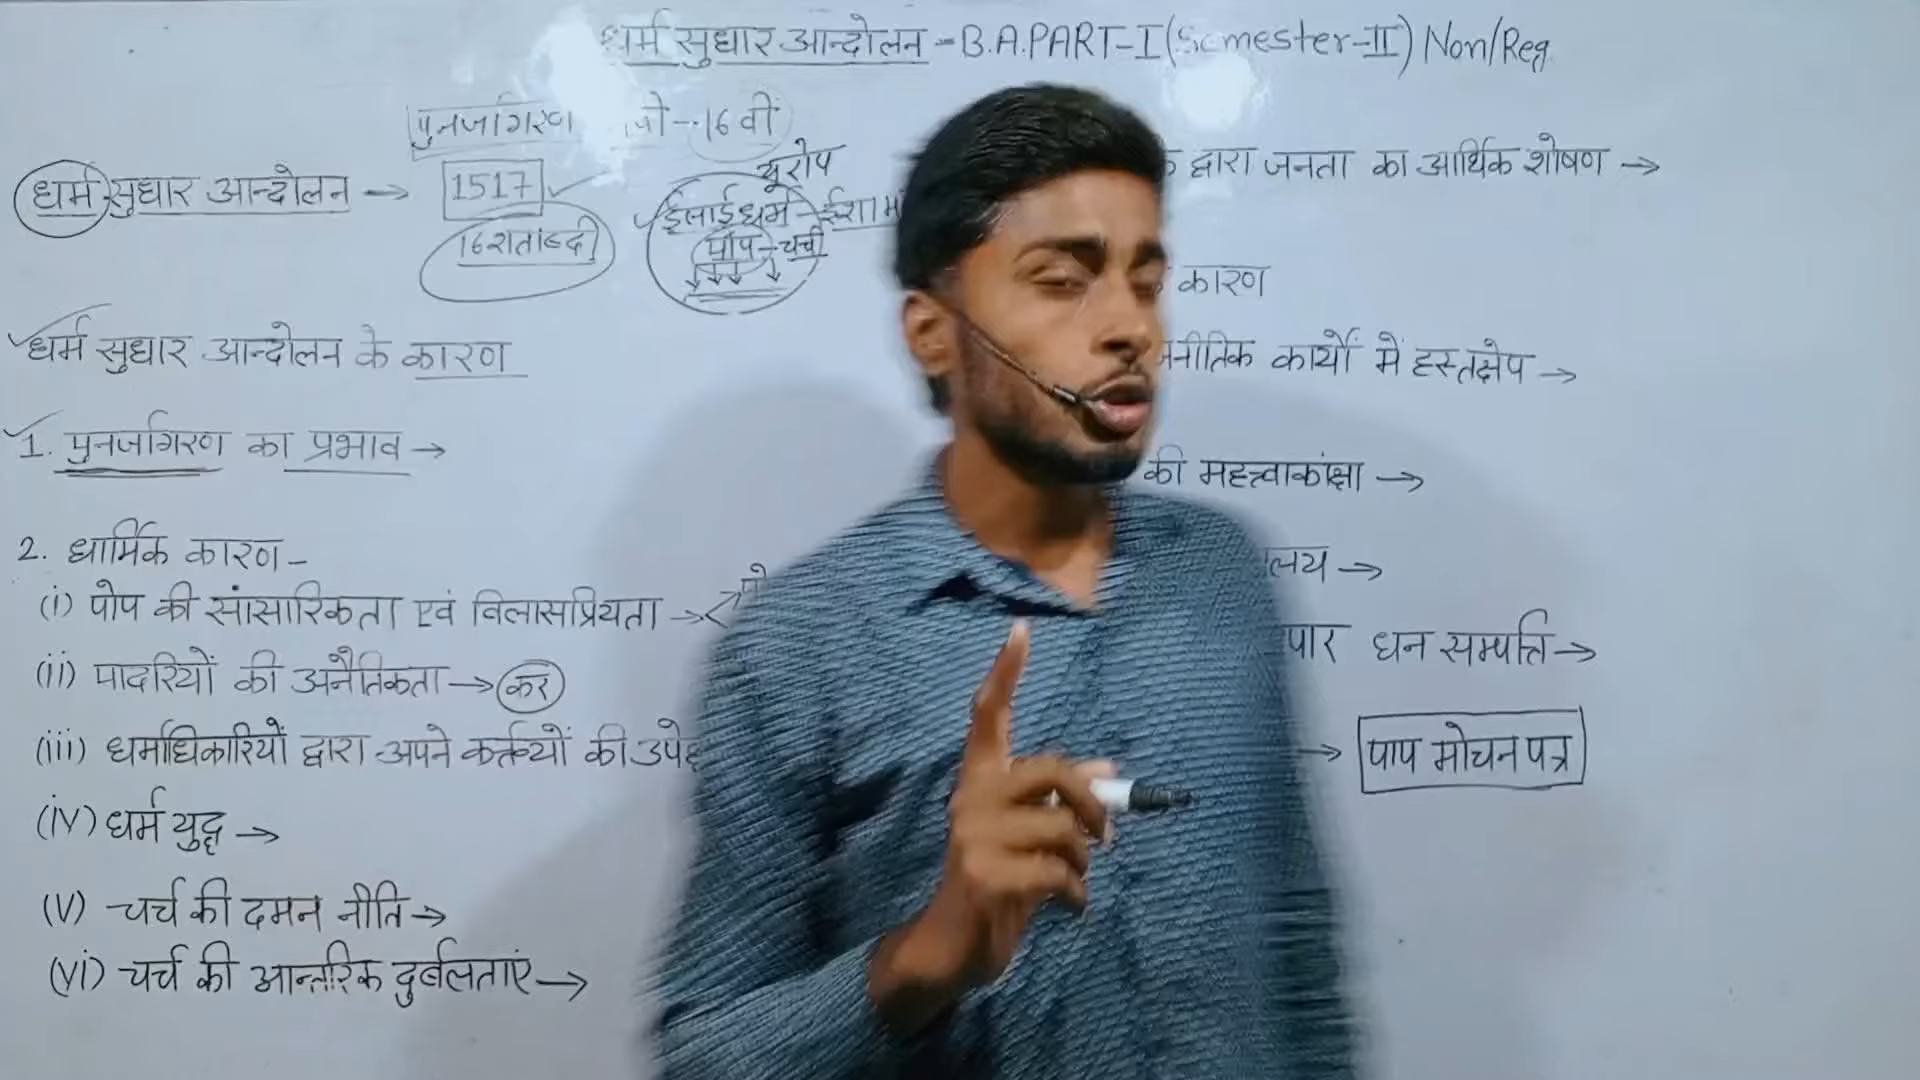 धर्म सुधार आन्दोलन - B.A.PART-I (Semester-II) Non/Reg.
पुनर्जागरण - 16 वीं
धर्म सुधार आन्दोलन → 1517
16 शताब्दी
यूरोप
ईसाई धर्म - ईशा
पोप - चर्च
धर्म सुधार आन्दोलन के कारण
1. पुनर्जागरण का प्रभाव →
2. धार्मिक कारण -
(i) पोप की सांसारिकता एवं विलासप्रियता →
(ii) पादरियों की अनैतिकता → कर
(iii) धर्माधिकारियों द्वारा अपने कर्तव्यों की
(iv) धर्म युद्ध →
(v) चर्च की दमन नीति →
(vi) चर्च की आन्तरिक दुर्बलताएं →
द्वारा जनता का आर्थिक शोषण →
कारण
कार्यों में हस्तक्षेप →
की महत्त्वाकांक्षा →
→
धन सम्पत्ति →
→ पाप मोचन पत्र